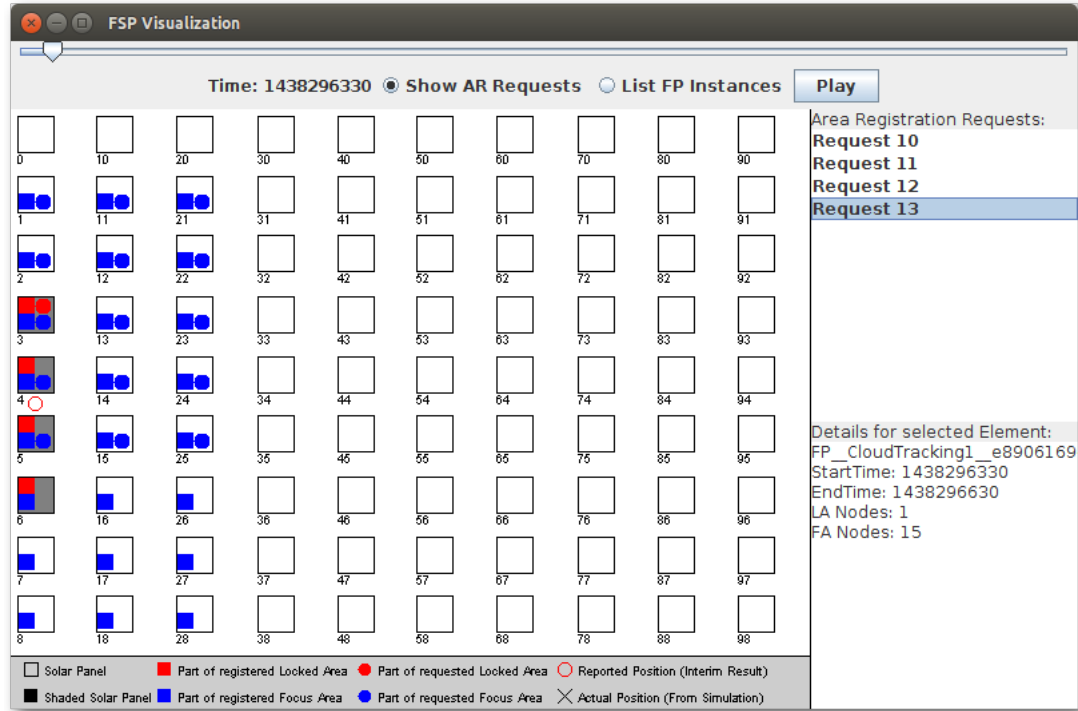 FSP Visualization
Time: 1438296330 Show AR Requests List FP Instances Play
Area Registration Requests:
Request 10
Request 11
Request 12
Request 13
0 10 20 30 40 50 60 70 80 90
1 11 21 31 41 51 61 71 81 91
2 12 22 32 42 52 62 72 82 92
3 13 23 33 43 53 63 73 83 93
4 14 24 34 44 54 64 74 84 94
5 15 25 35 45 55 65 75 85 95
6 16 26 36 46 56 66 76 86 96
7 17 27 37 47 57 67 77 87 97
8 18 28 38 48 58 68 78 88 98
Details for selected Element:
FP__CloudTracking1__e8906169
StartTime: 1438296330
EndTime: 1438296630
LA Nodes: 1
FA Nodes: 15
Solar Panel Part of registered Locked Area Part of requested Locked Area Reported Position (Interim Result)
Shaded Solar Panel Part of registered Focus Area Part of requested Focus Area Actual Position (From Simulation)